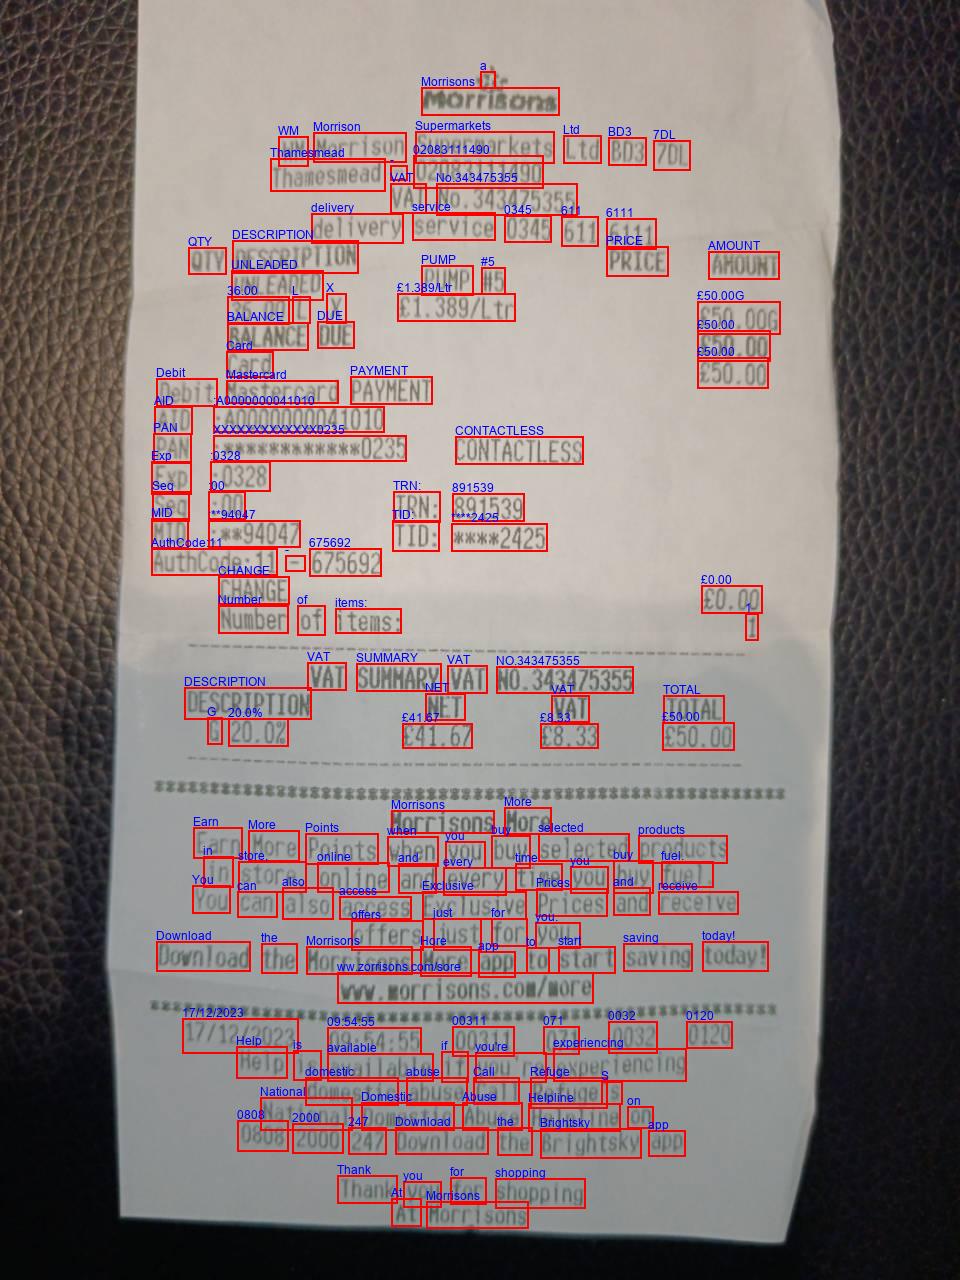 Morrisons
WM Morrison Supermarkets Ltd BD3 7DL
Thamesmead - 02083111490
VAT No.343475355
delivery service 0345 611 6111
QTY DESCRIPTION PRICE AMOUNT
UNLEADED PUMP #5
36.00 L X £1.389/Ltr £50.00G
BALANCE DUE £50.00
Card £50.00
Debit Mastercard PAYMENT
AID :A0000000041010
PAN :************0235 CONTACTLESS
Exp :0328
Seq :00 TRN: 891539
MID :**94047 TID: ****2425
AuthCode:11 - 675692
CHANGE £0.00
Number of items: 1
VAT SUMMARY VAT NO.343475355
DESCRIPTION NET VAT TOTAL
G 20.0% £41.67 £8.33 £50.00
Morrisons More
Earn More Points when you buy selected products
in store, online and every time you buy fuel.
You can also access Exclusive Prices and receive
offers just for you.
Download the Morrisons More app to start saving today!
www.morrisons.com/more
17/12/2023 09:54:55 00311 071 0032 0120
Help is available if you're experiencing
domestic abuse Call Refuge's
National Domestic Abuse Helpline on
0808 2000 247 Download the Brightsky app
Thank you for shopping
At Morrisons